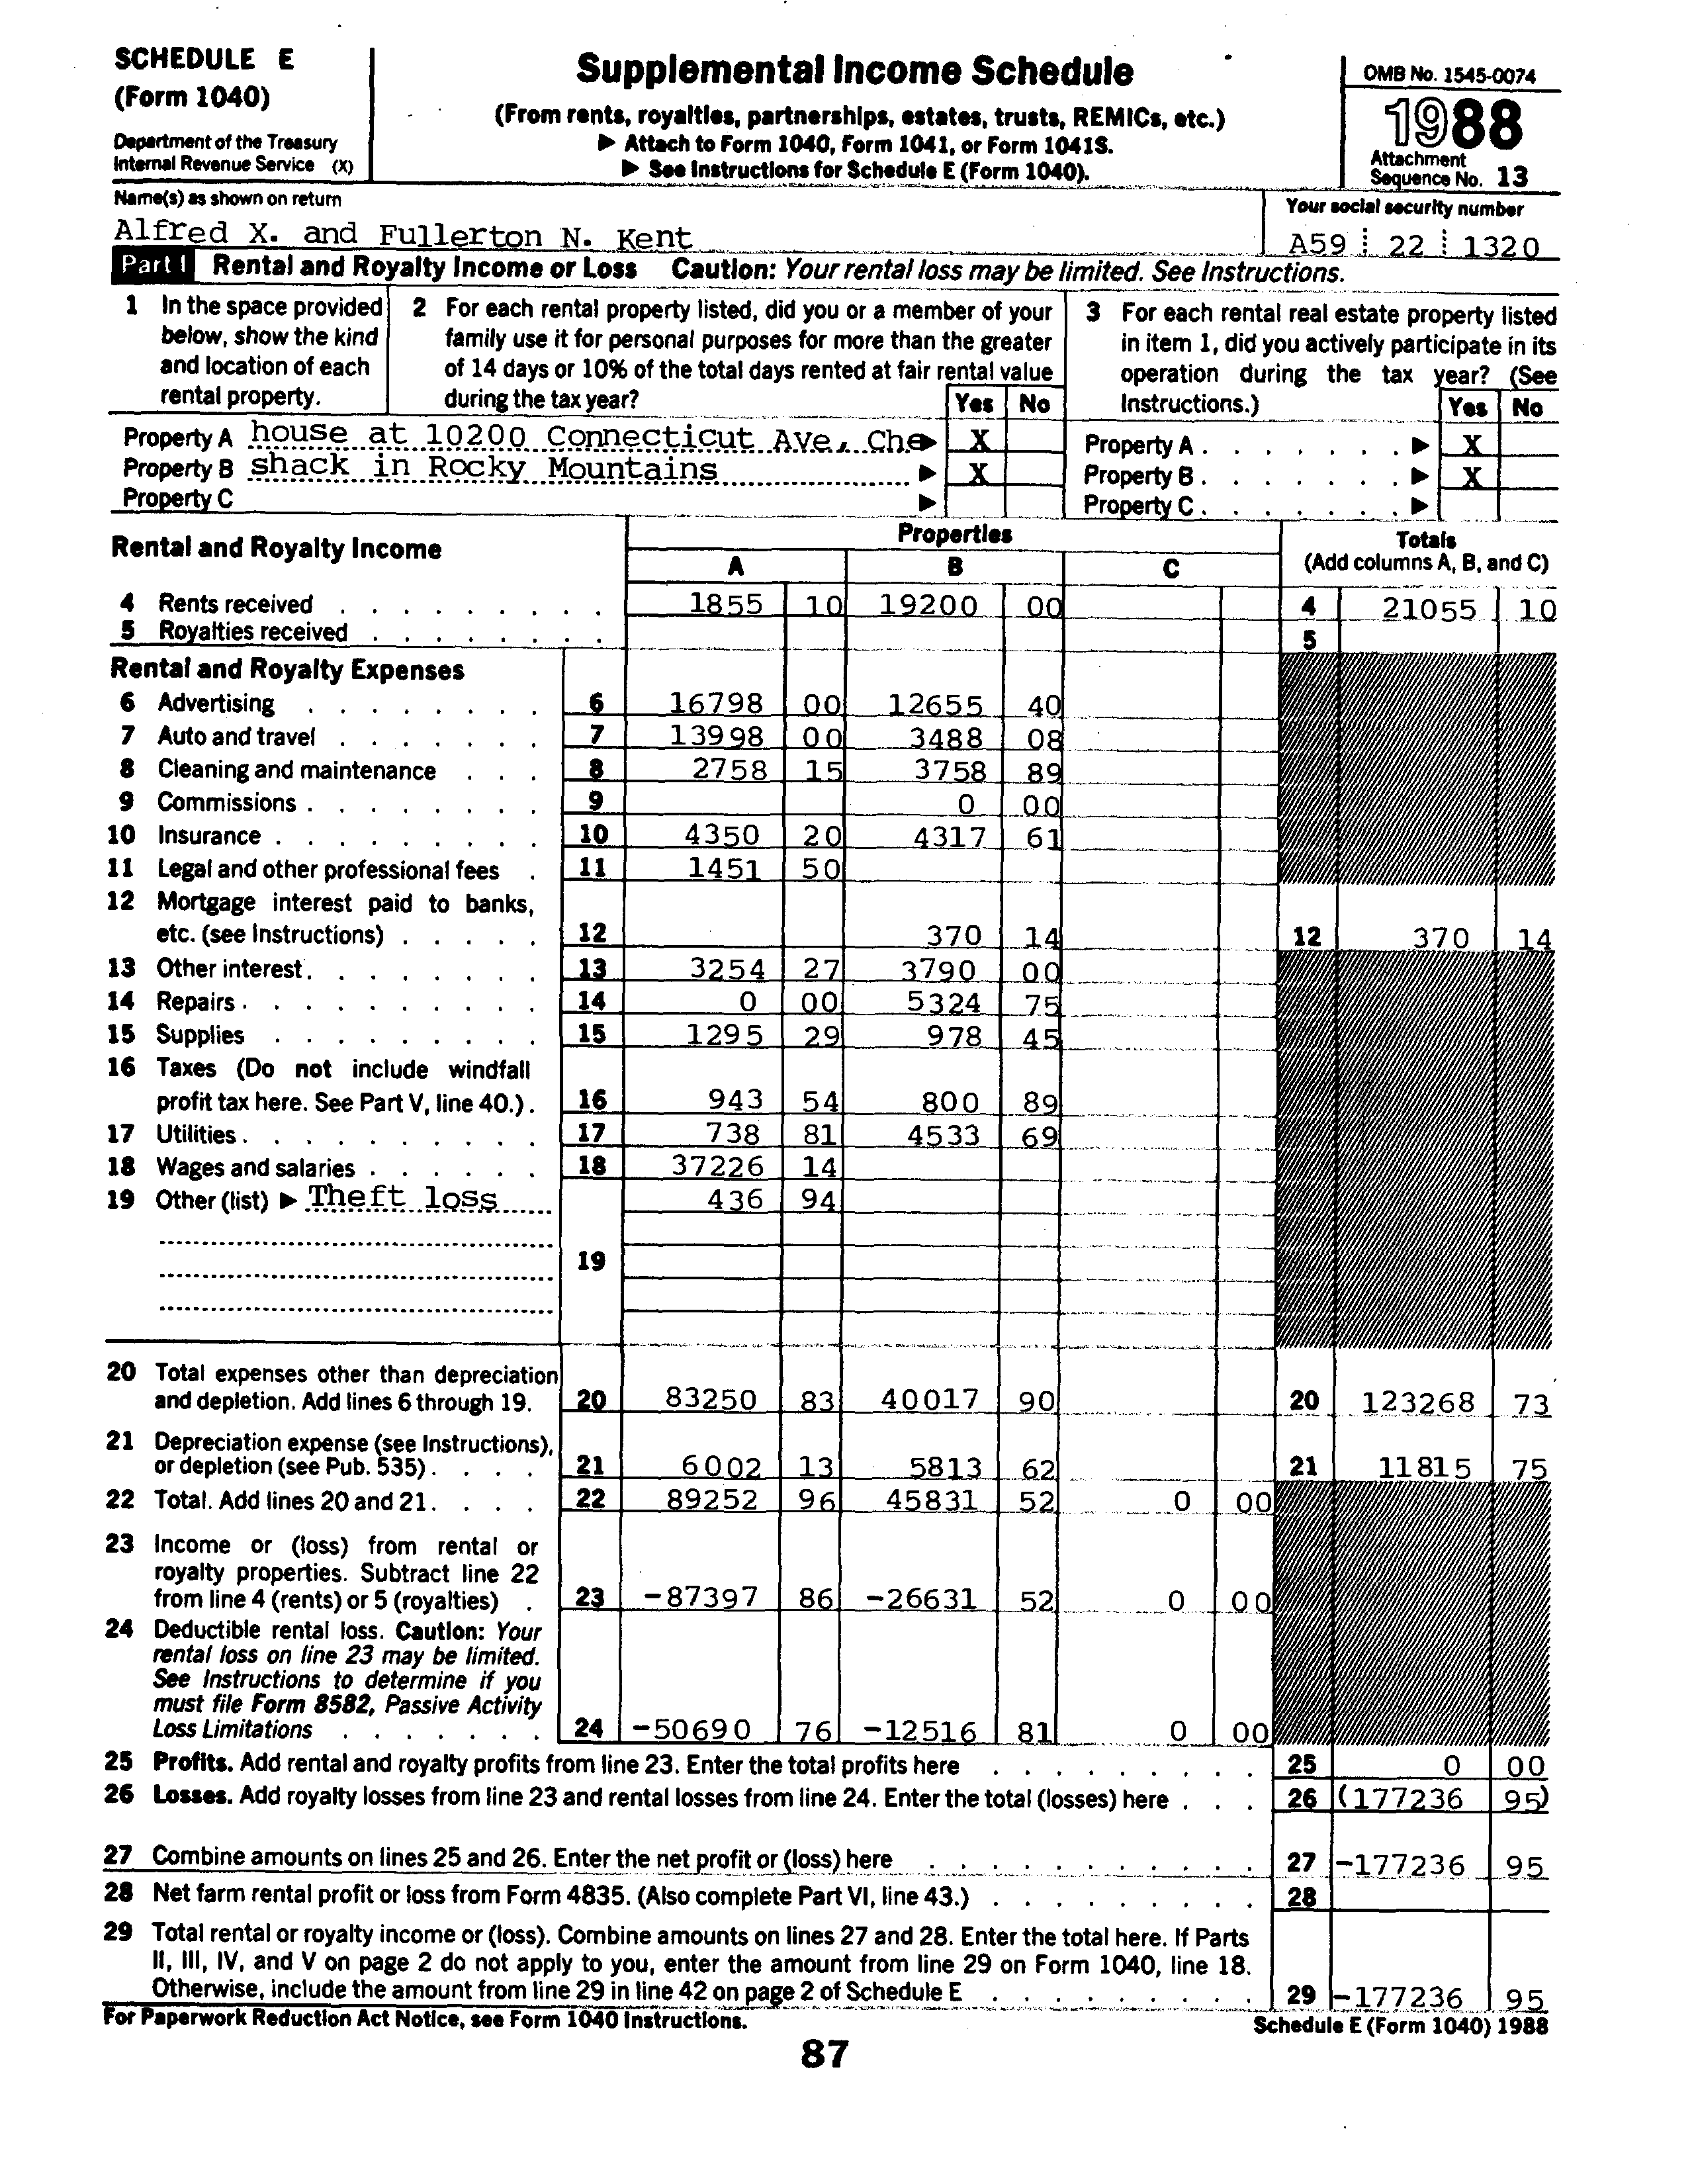 SCHEDULE E
(Form 1040)
Department of the Treasury
Internal Revenue Service (X)
Supplemental Income Schedule
(From rents, royalties, partnerships, estates, trusts, REMICs, etc.)
▶ Attach to Form 1040, Form 1041, or Form 1041S.
▶ See Instructions for Schedule E (Form 1040).
OMB No. 1545-0074
1988
Attachment
Sequence No. 13
Name(s) as shown on return
Alfred X. and Fullerton N. Kent
Your social security number
A59 22 1320
Part I Rental and Royalty Income or Loss Caution: Your rental loss may be limited. See Instructions.
1 In the space provided
below, show the kind
and location of each
rental property.
2 For each rental property listed, did you or a member of your
family use it for personal purposes for more than the greater
of 14 days or 10% of the total days rented at fair rental value
during the tax year? Yes No
3 For each rental real estate property listed
in item 1, did you actively participate in its
operation during the tax year? (See
Instructions.) Yes No
Property A house at 10200 Connecticut AVe, Che ▶ X Property A . . . . . . . ▶ X
Property B shack in Rocky Mountains ▶ X Property B . . . . . . . ▶ X
Property C ▶ Property C . . . . . . . ▶
Rental and Royalty Income
Properties
A B C
Totals
(Add columns A, B, and C)
4 Rents received 1855 10 19200 00 4 21055 10
5 Royalties received 5
Rental and Royalty Expenses
6 Advertising 6 16798 00 12655 40
7 Auto and travel 7 13998 00 3488 08
8 Cleaning and maintenance 8 2758 15 3758 89
9 Commissions 9 0 00
10 Insurance 10 4350 20 4317 61
11 Legal and other professional fees 11 1451 50
12 Mortgage interest paid to banks,
etc. (see Instructions) 12 370 14 12 370 14
13 Other interest 13 3254 27 3790 00
14 Repairs 14 0 00 5324 75
15 Supplies 15 1295 29 978 45
16 Taxes (Do not include windfall
profit tax here. See Part V, line 40.) 16 943 54 800 89
17 Utilities 17 738 81 4533 69
18 Wages and salaries 18 37226 14
19 Other (list) ▶ Theft loss 436 94
19
20 Total expenses other than depreciation
and depletion. Add lines 6 through 19. 20 83250 83 40017 90 20 123268 73
21 Depreciation expense (see Instructions),
or depletion (see Pub. 535) 21 6002 13 5813 62 21 11815 75
22 Total. Add lines 20 and 21 22 89252 96 45831 52 0 00
23 Income or (loss) from rental or
royalty properties. Subtract line 22
from line 4 (rents) or 5 (royalties) 23 -87397 86 -26631 52 0 00
24 Deductible rental loss. Caution: Your
rental loss on line 23 may be limited.
See Instructions to determine if you
must file Form 8582, Passive Activity
Loss Limitations 24 -50690 76 -12516 81 0 00
25 Profits. Add rental and royalty profits from line 23. Enter the total profits here 25 0 00
26 Losses. Add royalty losses from line 23 and rental losses from line 24. Enter the total (losses) here 26 (177236 95)
27 Combine amounts on lines 25 and 26. Enter the net profit or (loss) here 27 -177236 95
28 Net farm rental profit or loss from Form 4835. (Also complete Part VI, line 43.) 28
29 Total rental or royalty income or (loss). Combine amounts on lines 27 and 28. Enter the total here. If Parts
II, III, IV, and V on page 2 do not apply to you, enter the amount from line 29 on Form 1040, line 18.
Otherwise, include the amount from line 29 in line 42 on page 2 of Schedule E 29 -177236 95
For Paperwork Reduction Act Notice, see Form 1040 Instructions.
Schedule E (Form 1040) 1988
87